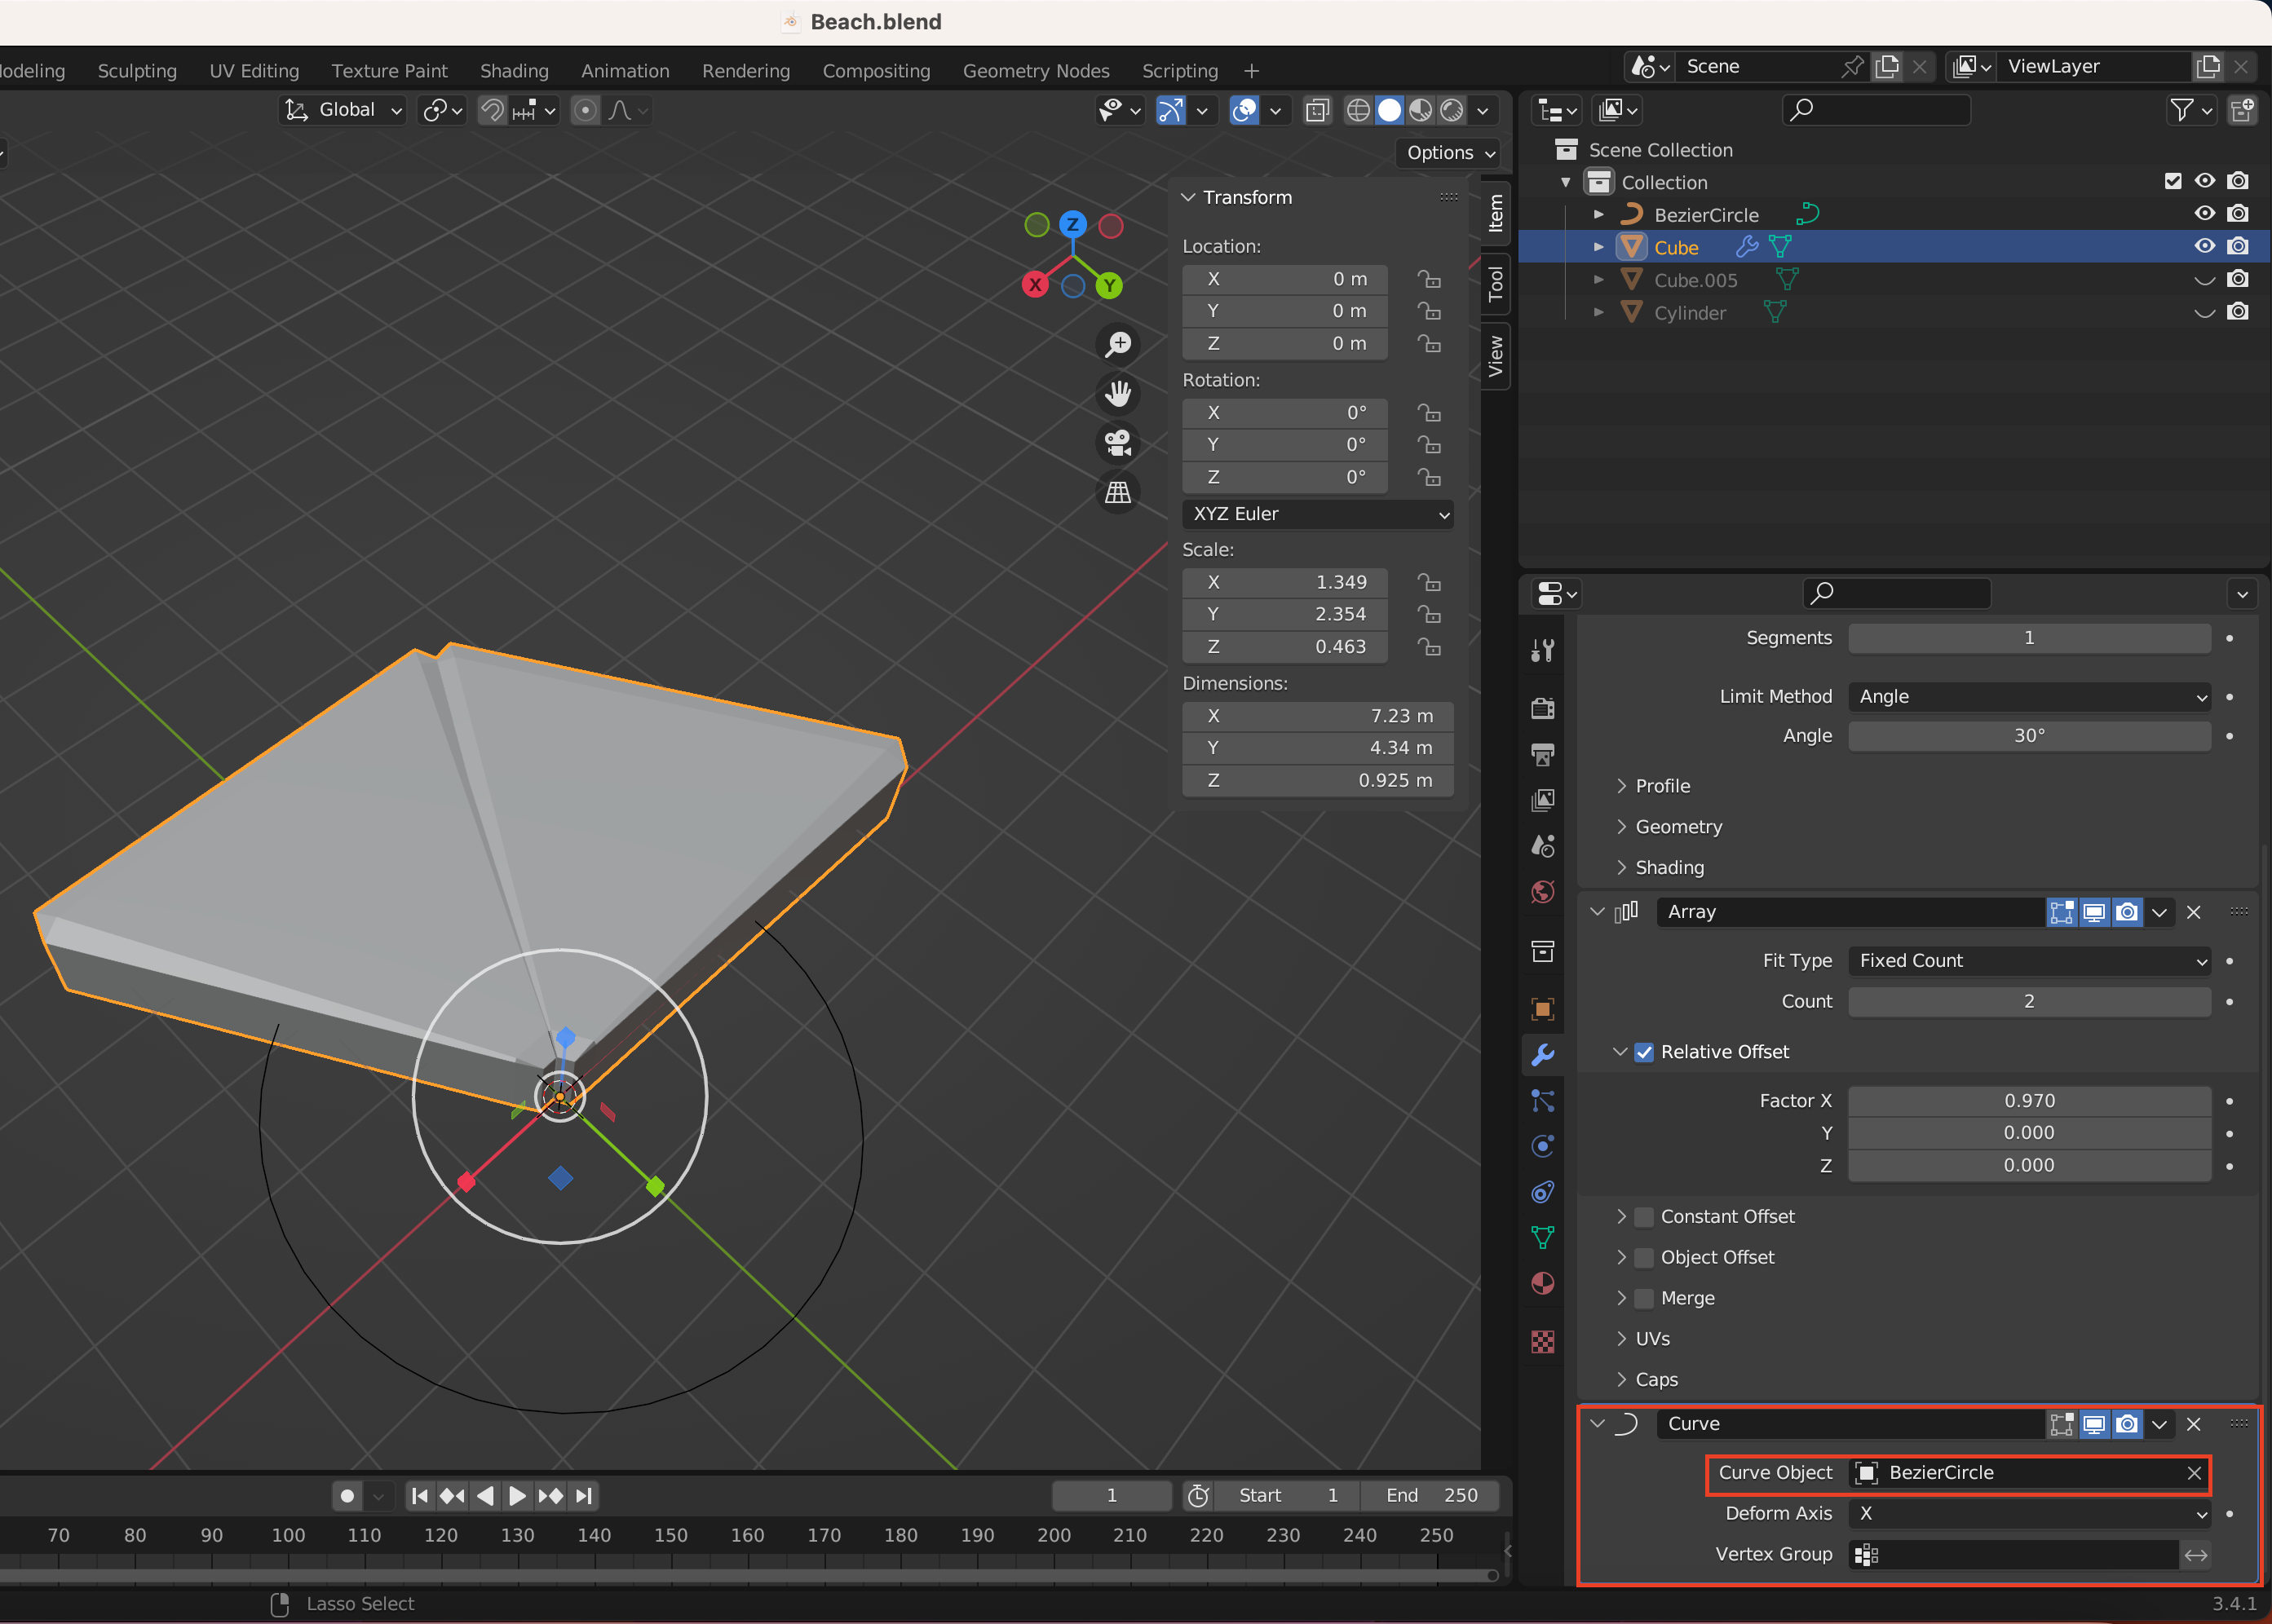 Beach.blend
odeling Sculpting UV Editing Texture Paint Shading Animation Rendering Compositing Geometry Nodes Scripting +
Scene
ViewLayer
Global
Options
Transform
Location:
X 0 m
Y 0 m
Z 0 m
Rotation:
X 0°
Y 0°
Z 0°
XYZ Euler
Scale:
X 1.349
Y 2.354
Z 0.463
Dimensions:
X 7.23 m
Y 4.34 m
Z 0.925 m
Item
Tool
View
Z
X
Y
Scene Collection
Collection
BezierCircle
Cube
Cube.005
Cylinder
Segments 1
Limit Method Angle
Angle 30°
Profile
Geometry
Shading
Array
Fit Type Fixed Count
Count 2
Relative Offset
Factor X 0.970
Y 0.000
Z 0.000
Constant Offset
Object Offset
Merge
UVs
Caps
Curve
Curve Object BezierCircle
Deform Axis X
Vertex Group
1 Start 1 End 250
70 80 90 100 110 120 130 140 150 160 170 180 190 200 210 220 230 240 250
Lasso Select
3.4.1